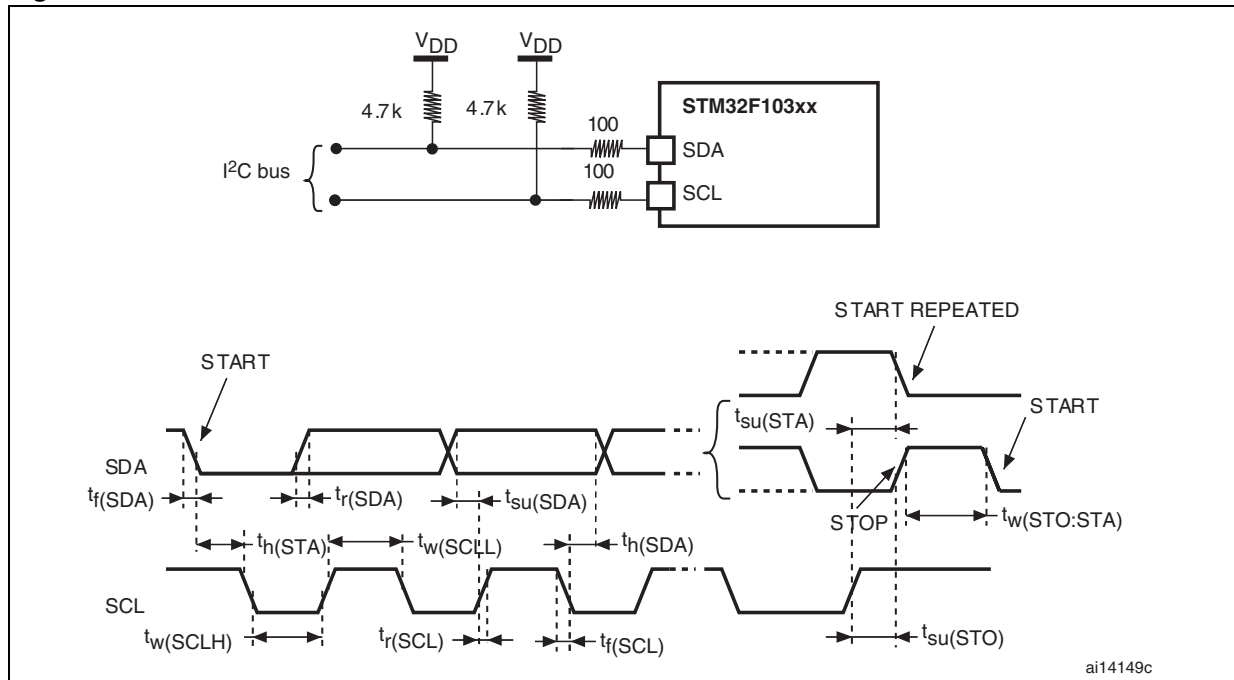 VDD VDD
4.7k 4.7k
STM32F103xx
100
SDA
I²C bus
100
SCL
START REPEATED
START
START
tsu(STA)
SDA
tf(SDA) tr(SDA) tsu(SDA)
STOP tw(STO:STA)
th(STA) tw(SCLL) th(SDA)
SCL
tw(SCLH) tr(SCL) tf(SCL) tsu(STO)
ai14149c